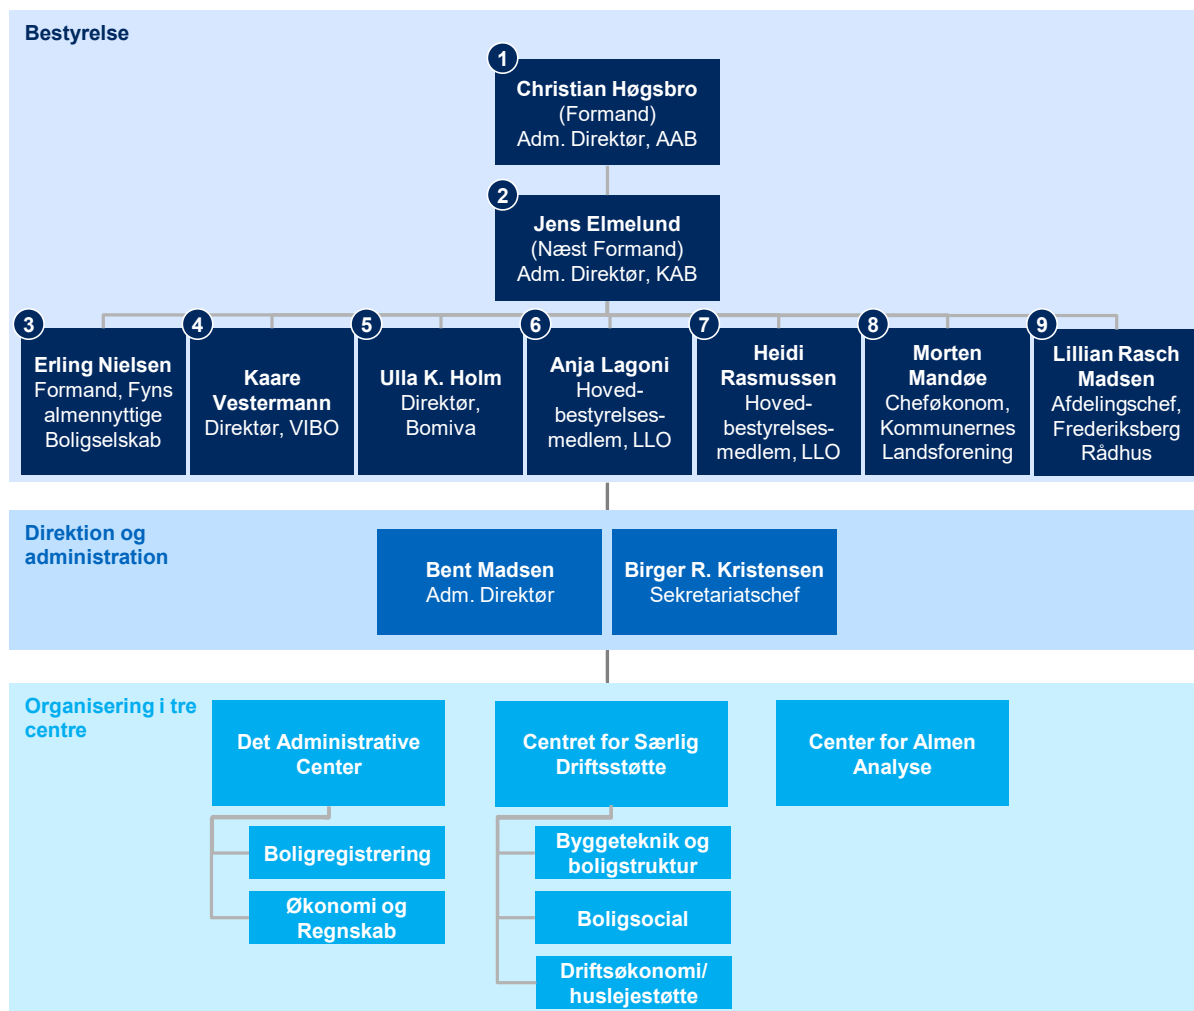 Bestyrelse
1
Christian Høgsbro
(Formand)
Adm. Direktør, AAB
2
Jens Elmelund
(Næst Formand)
Adm. Direktør, KAB
3
Erling Nielsen
Formand, Fyns
almennyttige
Boligselskab
4
Kaare
Vestermann
Direktør, VIBO
5
Ulla K. Holm
Direktør,
Bomiva
6
Anja Lagoni
Hoved-
bestyrelses-
medlem, LLO
7
Heidi
Rasmussen
Hoved-
bestyrelses-
medlem, LLO
8
Morten
Mandøe
Cheføkonom,
Kommunernes
Landsforening
9
Lillian Rasch
Madsen
Afdelingschef,
Frederiksberg
Rådhus
Direktion og
administration
Bent Madsen
Adm. Direktør
Birger R. Kristensen
Sekretariatschef
Organisering i tre
centre
Det Administrative
Center
Boligregistrering
Økonomi og
Regnskab
Centret for Særlig
Driftsstøtte
Byggeteknik og
boligstruktur
Boligsocial
Driftsøkonomi/
huslejestøtte
Center for Almen
Analyse